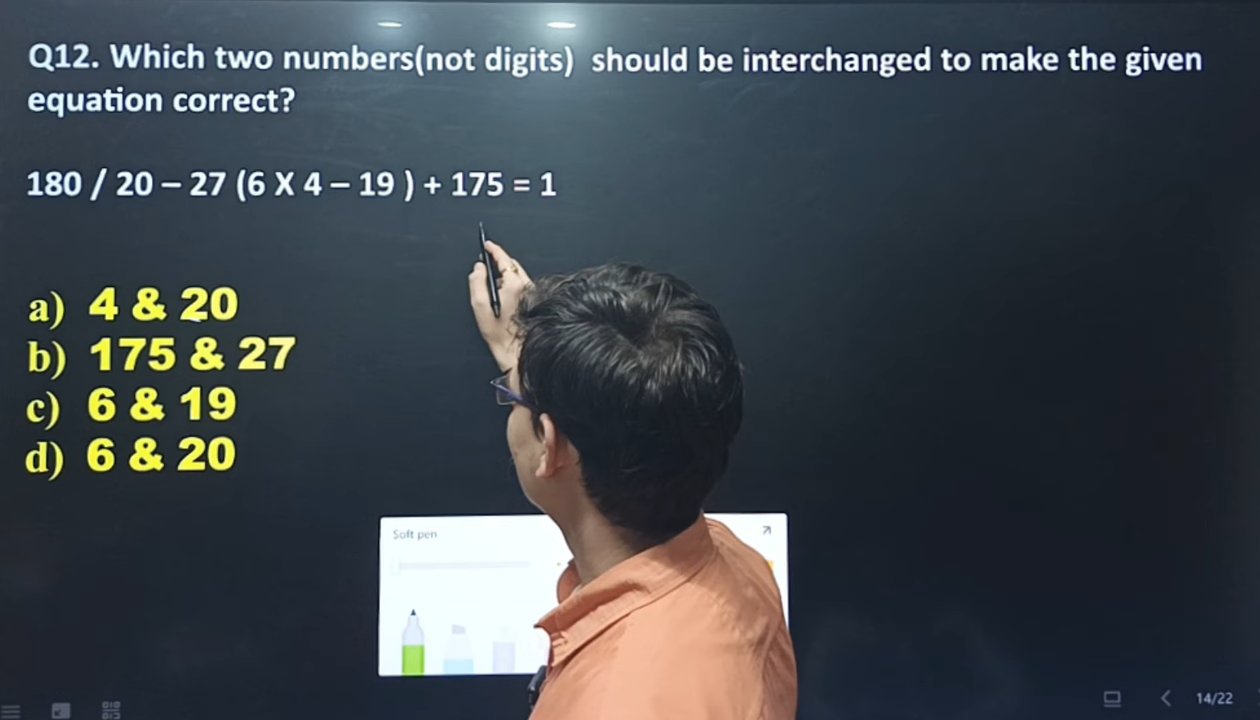 Q12. Which two numbers(not digits) should be interchanged to make the given
equation correct?
180 / 20 – 27 (6 X 4 – 19 ) + 175 = 1
a) 4 & 20
b) 175 & 27
c) 6 & 19
d) 6 & 20
Soft pen
14/22